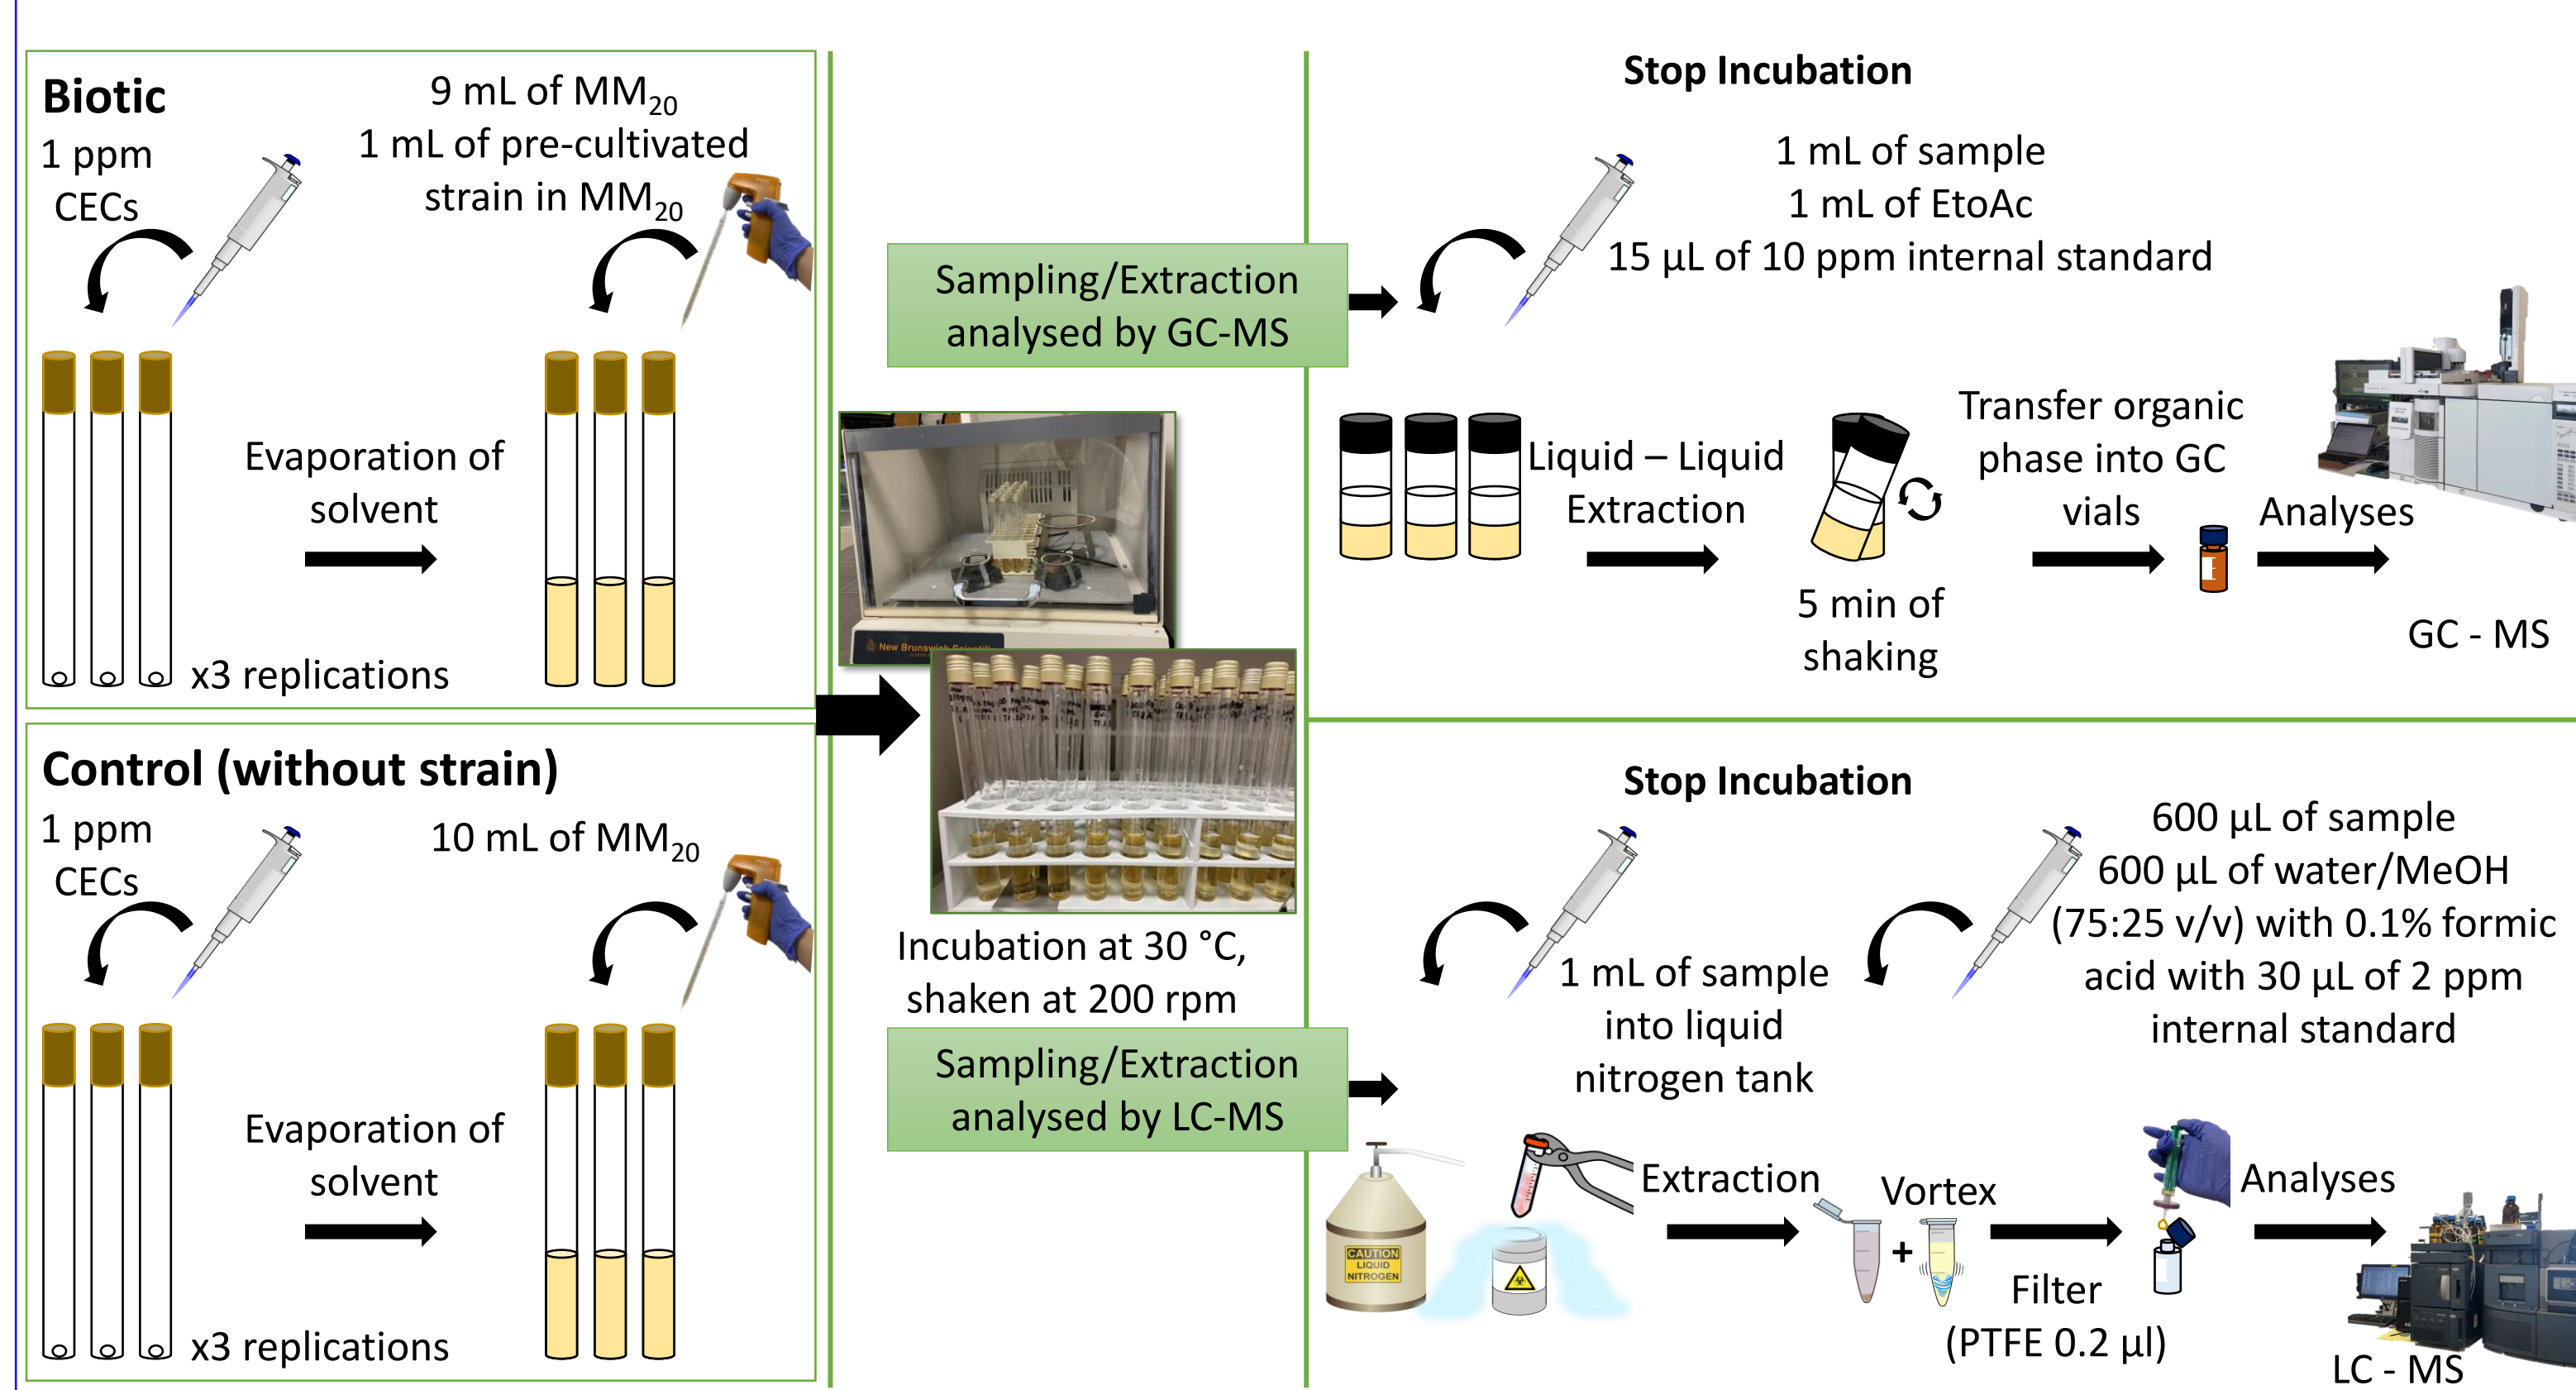 Biotic
1 ppm
CECs
9 mL of MM20
1 mL of pre-cultivated
strain in MM20
Evaporation of
solvent
x3 replications
Control (without strain)
1 ppm
CECs
10 mL of MM20
Evaporation of
solvent
x3 replications
Sampling/Extraction
analysed by GC-MS
New Brunswick Scientific
Incubation at 30 °C,
shaken at 200 rpm
Sampling/Extraction
analysed by LC-MS
Stop Incubation
1 mL of sample
1 mL of EtoAc
15 µL of 10 ppm internal standard
Liquid – Liquid
Extraction
5 min of
shaking
Transfer organic
phase into GC
vials
Analyses
GC - MS
Stop Incubation
1 mL of sample
into liquid
nitrogen tank
600 µL of sample
600 µL of water/MeOH
(75:25 v/v) with 0.1% formic
acid with 30 µL of 2 ppm
internal standard
CAUTION
LIQUID
NITROGEN
Extraction
Vortex
+
Filter
(PTFE 0.2 µl)
Analyses
LC - MS